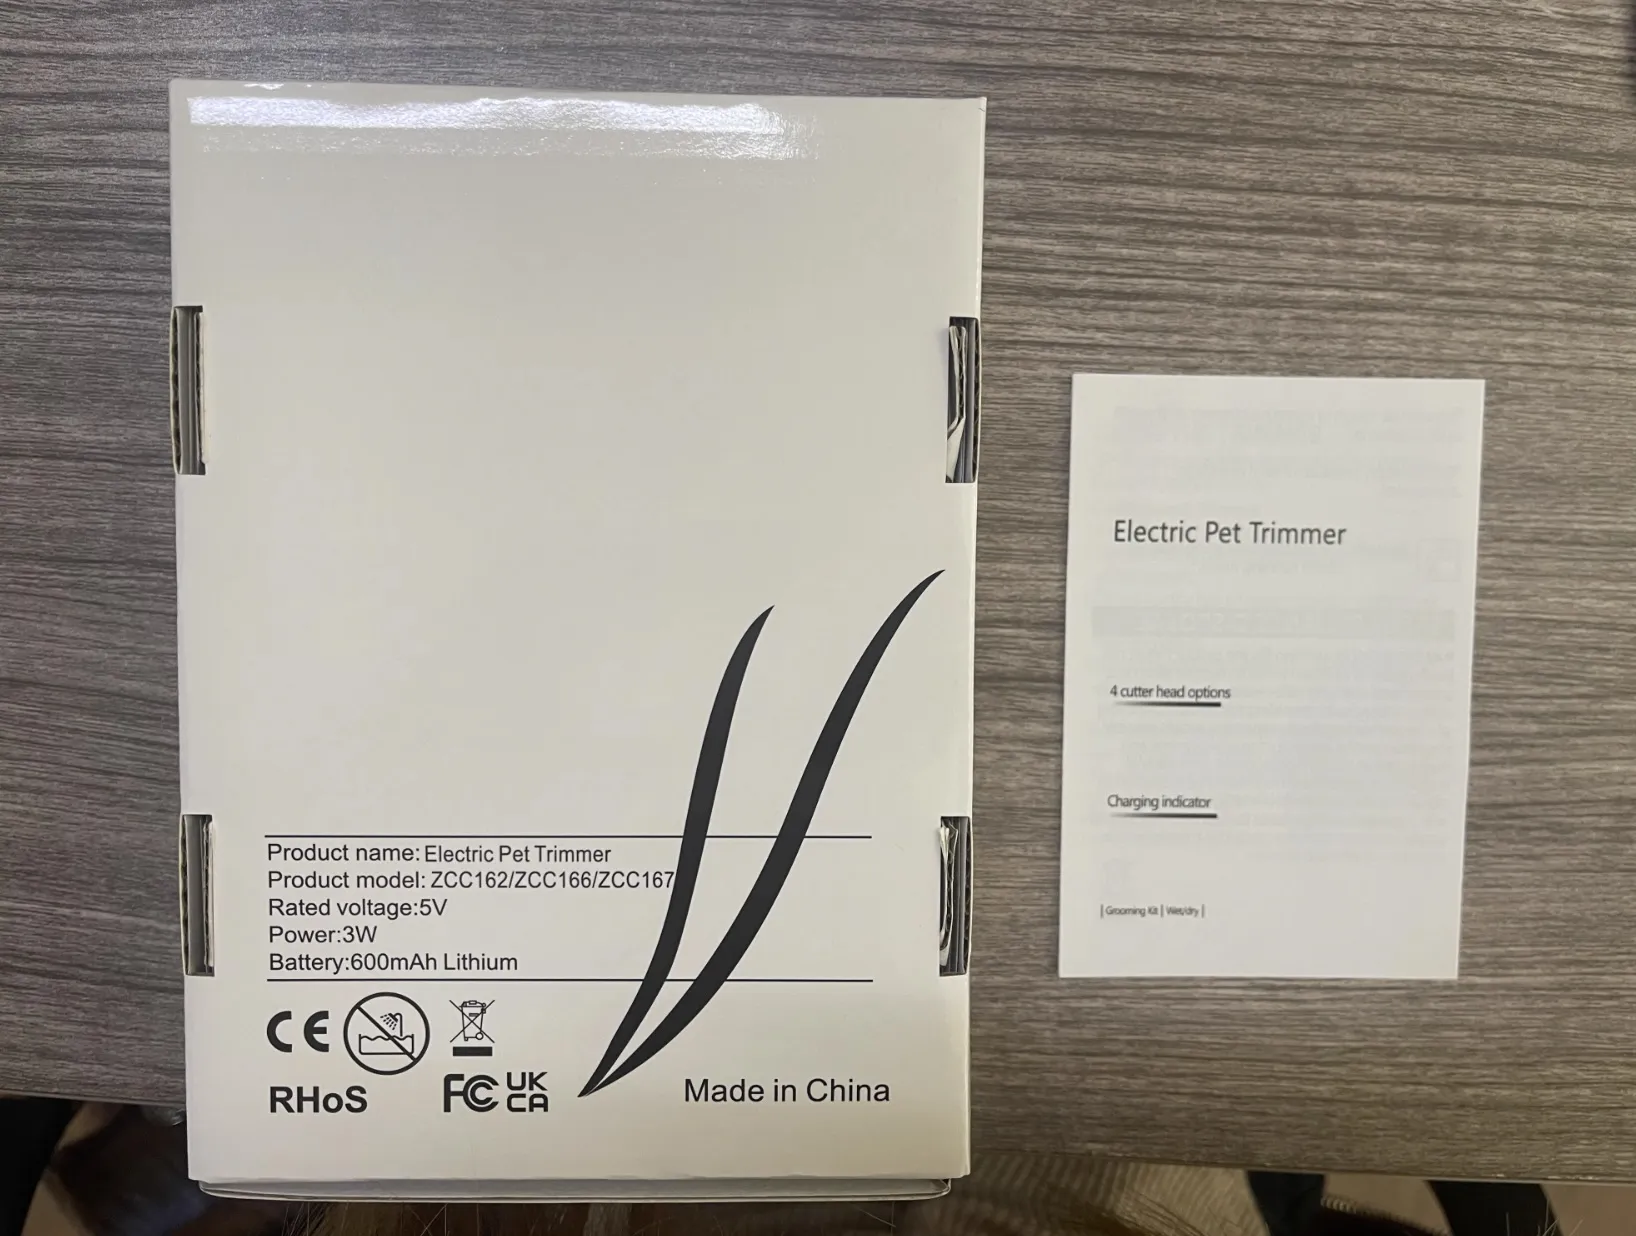 Product name: Electric Pet Trimmer
Product model: ZCC162/ZCC166/ZCC167
Rated voltage:5V
Power:3W
Battery:600mAh Lithium
CE
RHoS
FC
UK
CA
Made in China
Electric Pet Trimmer
4 cutter head options
Charging indicator
| Grooming Kit | Wet/dry |